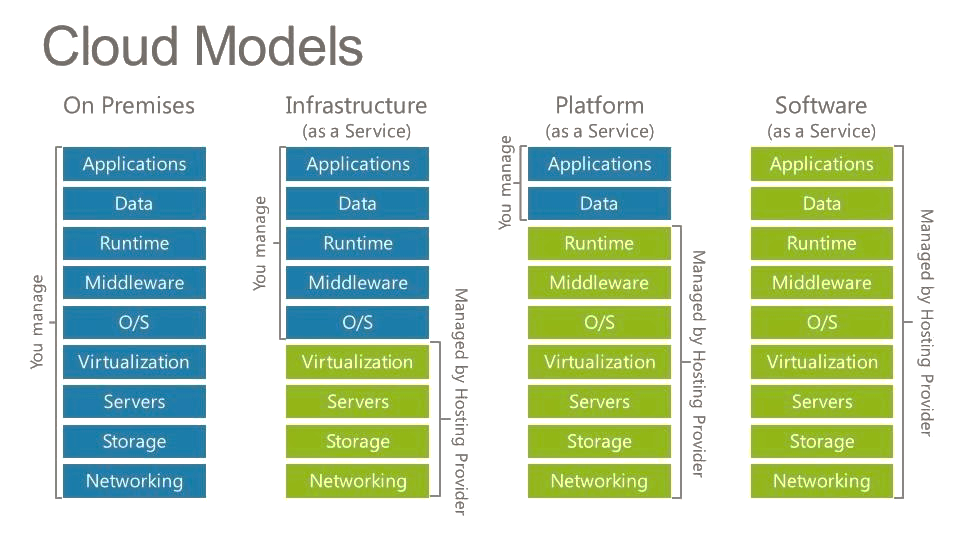 Cloud Models
On Premises
You manage
Applications
Data
Runtime
Middleware
O/S
Virtualization
Servers
Storage
Networking
Infrastructure
(as a Service)
You manage
Applications
Data
Runtime
Middleware
O/S
Virtualization
Servers
Storage
Networking
Managed by Hosting Provider
Platform
(as a Service)
You manage
Applications
Data
Runtime
Middleware
O/S
Virtualization
Servers
Storage
Networking
Managed by Hosting Provider
Software
(as a Service)
Applications
Data
Runtime
Middleware
O/S
Virtualization
Servers
Storage
Networking
Managed by Hosting Provider